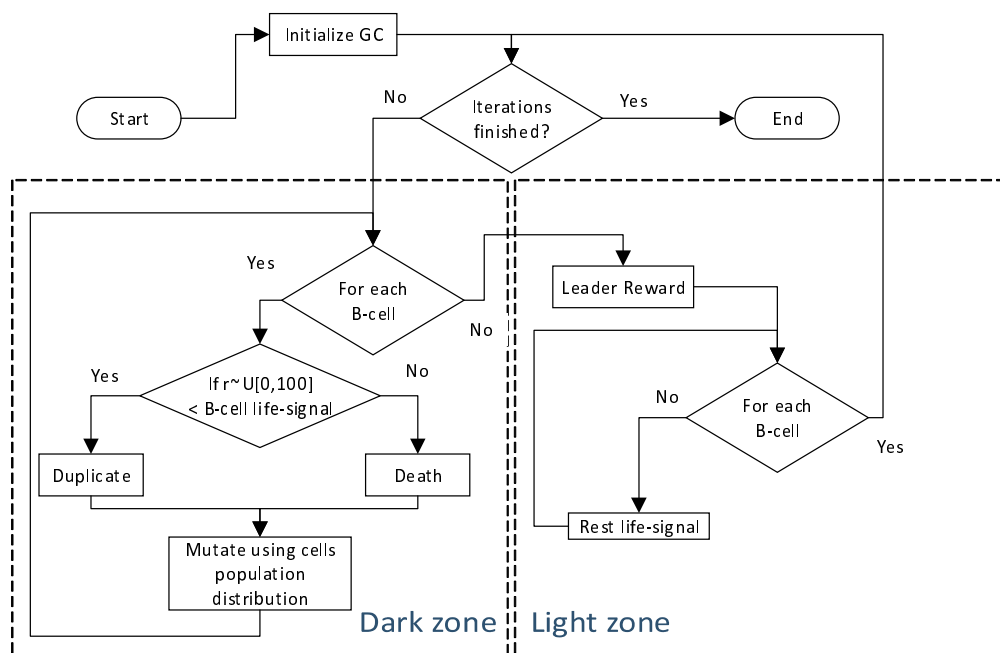 Initialize GC
Start
No
Iterations
finished?
Yes
End
Yes
For each
B-cell
No
Leader Reward
Yes
If r~ U[0,100]
< B-cell life-signal
No
No
For each
B-cell
Yes
Duplicate
Death
Rest life-signal
Mutate using cells
population
distribution
Dark zone
Light zone